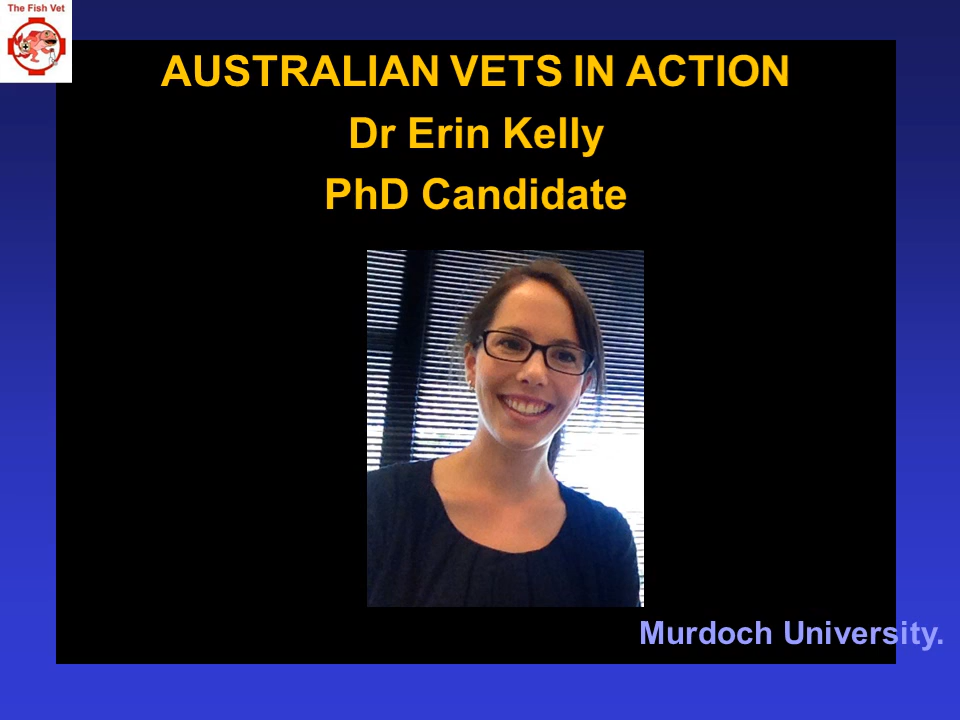 The Fish Vet
AUSTRALIAN VETS IN ACTION
Dr Erin Kelly
PhD Candidate
Murdoch University.